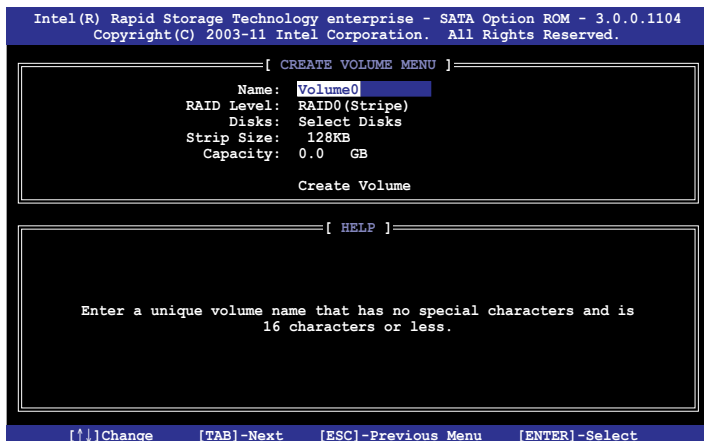 Intel(R) Rapid Storage Technology enterprise - SATA Option ROM - 3.0.0.1104
Copyright(C) 2003-11 Intel Corporation. All Rights Reserved.
[ CREATE VOLUME MENU ]
Name: Volume0
RAID Level: RAID0(Stripe)
Disks: Select Disks
Strip Size: 128KB
Capacity: 0.0 GB
Create Volume
[ HELP ]
Enter a unique volume name that has no special characters and is
16 characters or less.
[↑↓]Change [TAB]-Next [ESC]-Previous Menu [ENTER]-Select